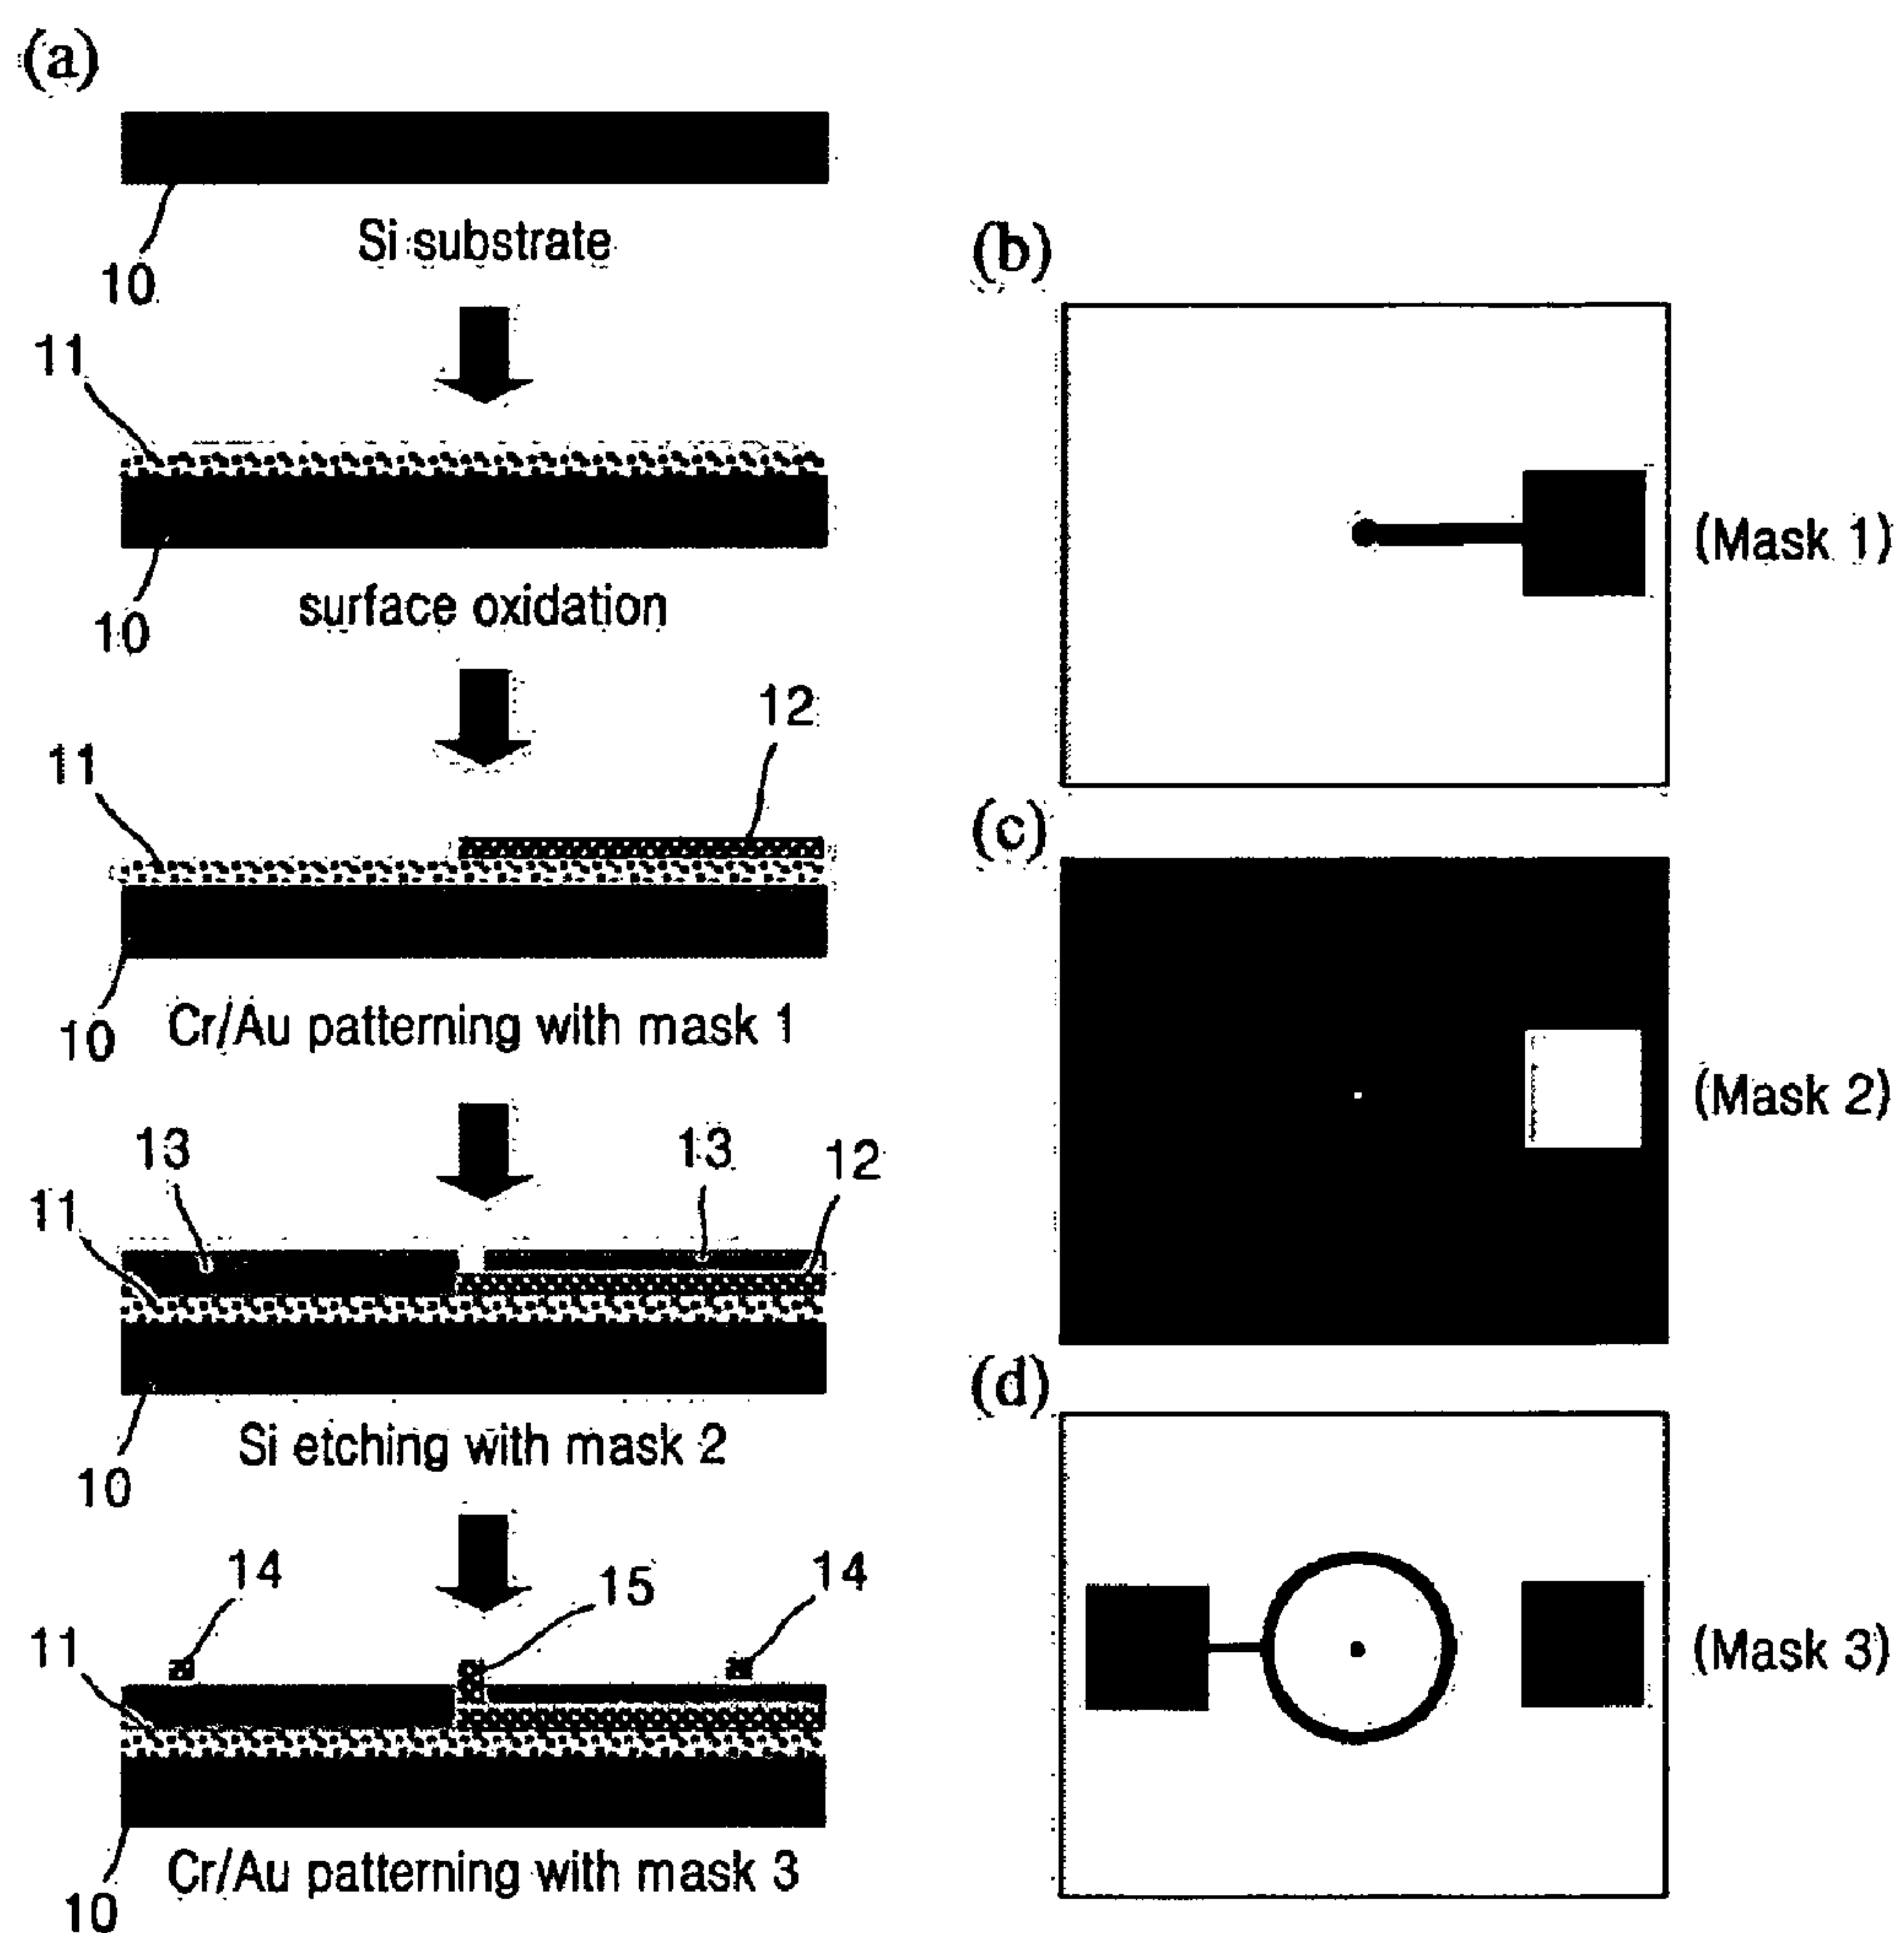 (a)
10
Si substrate
11
10
surface oxidation
12
11
10
Cr/Au patterning with mask 1
13
13
12
11
10
Si etching with mask 2
14
15
14
11
10
Cr/Au patterning with mask 3
(b)
(Mask 1)
(c)
(Mask 2)
(d)
(Mask 3)